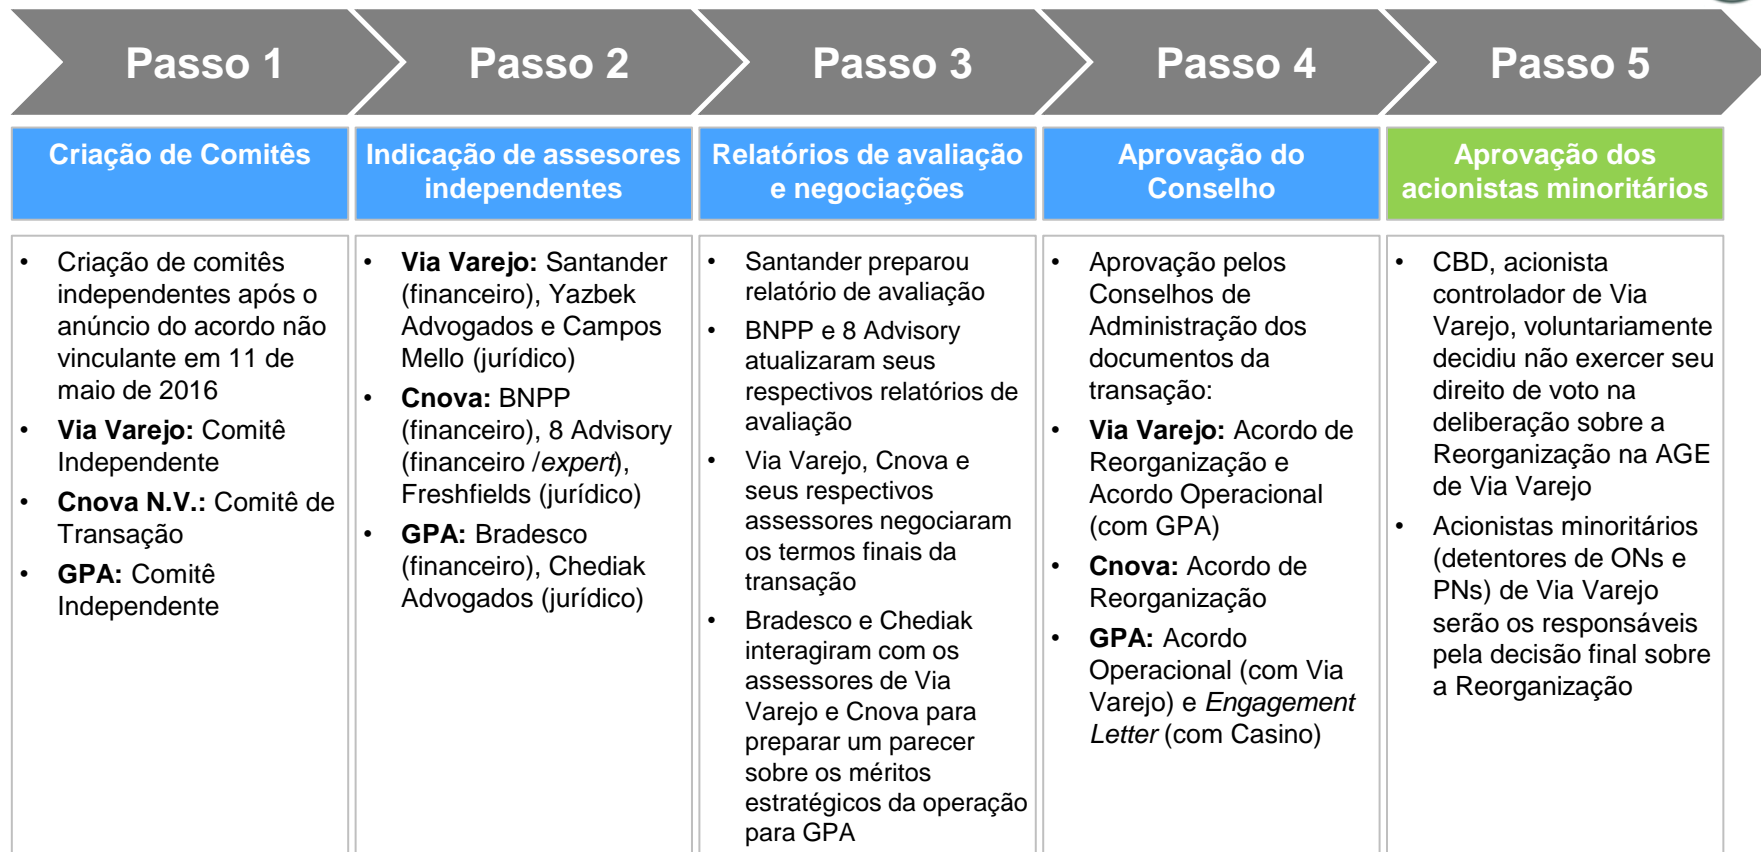 Passo 1
Passo 2
Passo 3
Passo 4
Passo 5
Criação de Comitês
Indicação de assesores
independentes
Relatórios de avaliação
e negociações
Aprovação do
Conselho
Aprovação dos
acionistas minoritários
• Criação de comitês
independentes após o
anúncio do acordo não
vinculante em 11 de
maio de 2016
• Via Varejo: Comitê
Independente
• Cnova N.V.: Comitê de
Transação
• GPA: Comitê
Independente
• Via Varejo: Santander
(financeiro), Yazbek
Advogados e Campos
Mello (jurídico)
• Cnova: BNPP
(financeiro), 8 Advisory
(financeiro /expert),
Freshfields (jurídico)
• GPA: Bradesco
(financeiro), Chediak
Advogados (jurídico)
• Santander preparou
relatório de avaliação
• BNPP e 8 Advisory
atualizaram seus
respectivos relatórios de
avaliação
• Via Varejo, Cnova e
seus respectivos
assessores negociaram
os termos finais da
transação
• Bradesco e Chediak
interagiram com os
assessores de Via
Varejo e Cnova para
preparar um parecer
sobre os méritos
estratégicos da operação
para GPA
• Aprovação pelos
Conselhos de
Administração dos
documentos da
transação:
• Via Varejo: Acordo de
Reorganização e
Acordo Operacional
(com GPA)
• Cnova: Acordo de
Reorganização
• GPA: Acordo
Operacional (com Via
Varejo) e Engagement
Letter (com Casino)
• CBD, acionista
controlador de Via
Varejo, voluntariamente
decidiu não exercer seu
direito de voto na
deliberação sobre a
Reorganização na AGE
de Via Varejo
• Acionistas minoritários
(detentores de ONs e
PNs) de Via Varejo
serão os responsáveis
pela decisão final sobre
a Reorganização